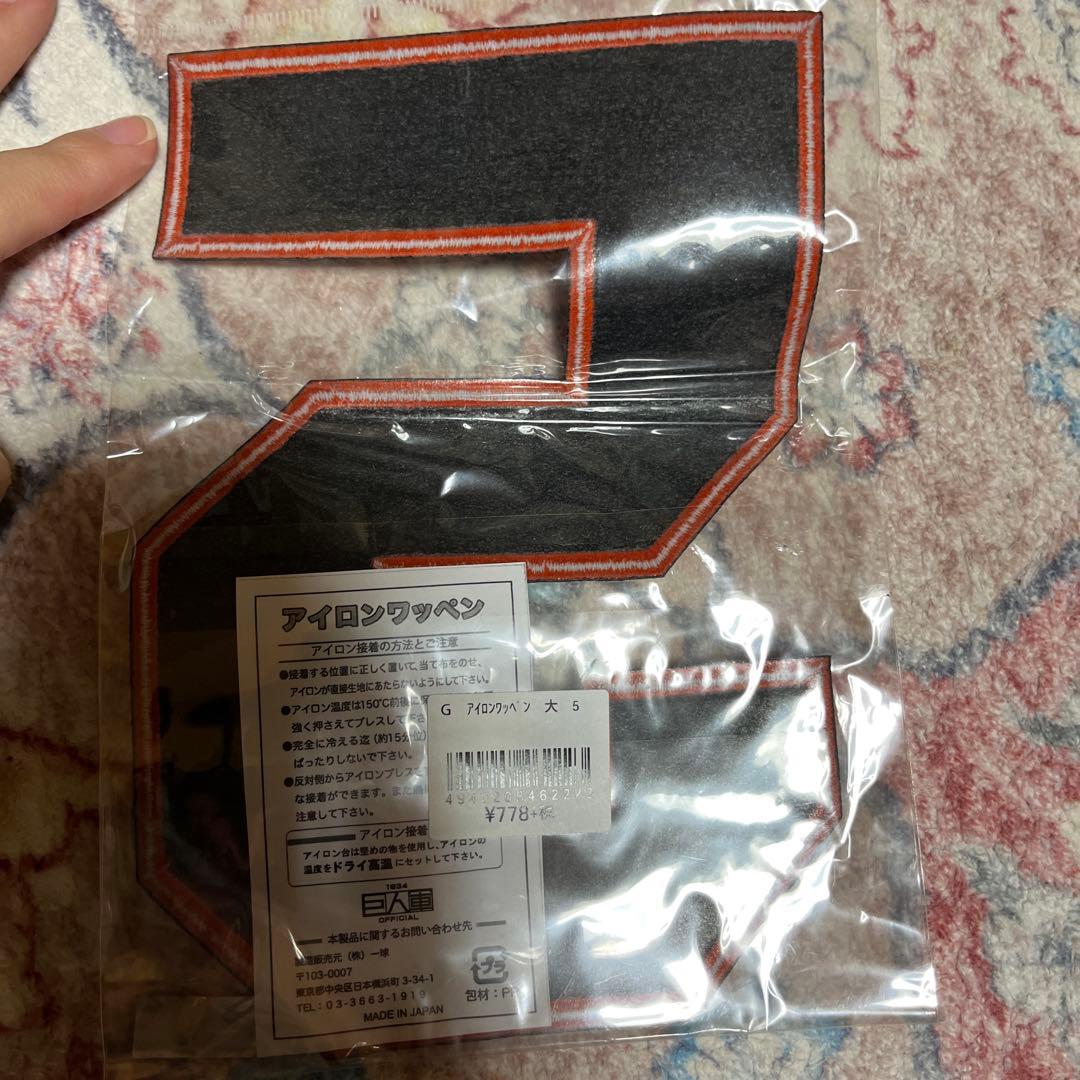 アイロンワッペン
アイロン接着の方法とご注意
●接着する位置に正しく置いて、当て布をのせ、
アイロンが直接生地にあたらないようにして下さい。
●アイロン温度は150℃前後に
強く押さえてプレスして
●完全に冷える迄(約15分位)
ぱったりしないで下さい。
●反対側からアイロンプレス
な接着ができます。また
注意して下さい。
アイロン接着
アイロン台は堅めの物を使用し、アイロンの
温度をドライ高温にセットして下さい。
1934
巨人軍
OFFICIAL
本製品に関するお問い合わせ先
販売元(株)一球
〒103-0007
東京都中央区日本橋浜町3-34-1
TEL:03-3663-1919
MADE IN JAPAN
プラ
包材:PP
G アイロンワッペン 大 5
¥778+税